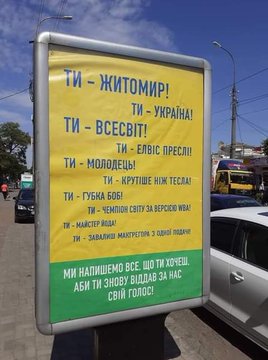 ТИ - ЖИТОМИР!
ТИ - УКРАЇНА!
ТИ - ВСЕСВІТ!
ТИ - ЕЛВІС ПРЕСЛІ!
ТИ - МОЛОДЕЦЬ!
ТИ - КРУТІШЕ НІЖ ТЕСЛА!
ТИ - ГУБКА БОБ!
ТИ - ЧЕМПІОН СВІТУ ЗА ВЕРСІЄЮ WBA!
ТИ - МАЙСТЕР ЙОДА!
ТИ - ЗАВАЛИШ МАКГРЕГОРА З ОДНОЇ ПОДАЧІ!
МИ НАПИШЕМО ВСЕ, ЩО ТИ ХОЧЕШ,
АБИ ТИ ЗНОВУ ВІДДАВ ЗА НАС
СВІЙ ГОЛОС!